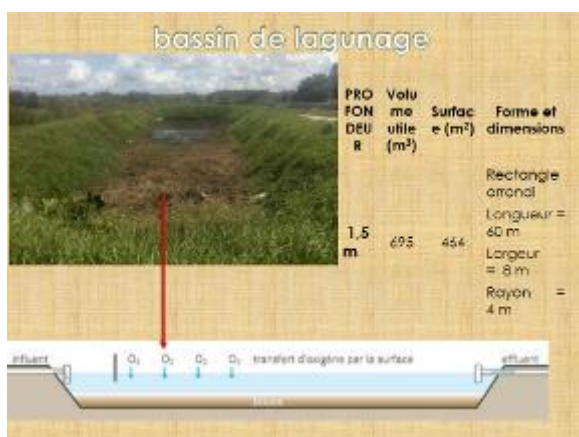 bassin de lagunage
PRO
FON
DEU
R
Volu
me
utile
(m³)
Surfac
e (m²)
Forme et
dimensions
1,5
m
695
464
Rectangle
arrondi
Longueur =
60 m
Largeur
= 8 m
Rayon =
4 m
influent
O₂ O₂ O₂ O₂ transfert d'oxygène par la surface
effluent
boues